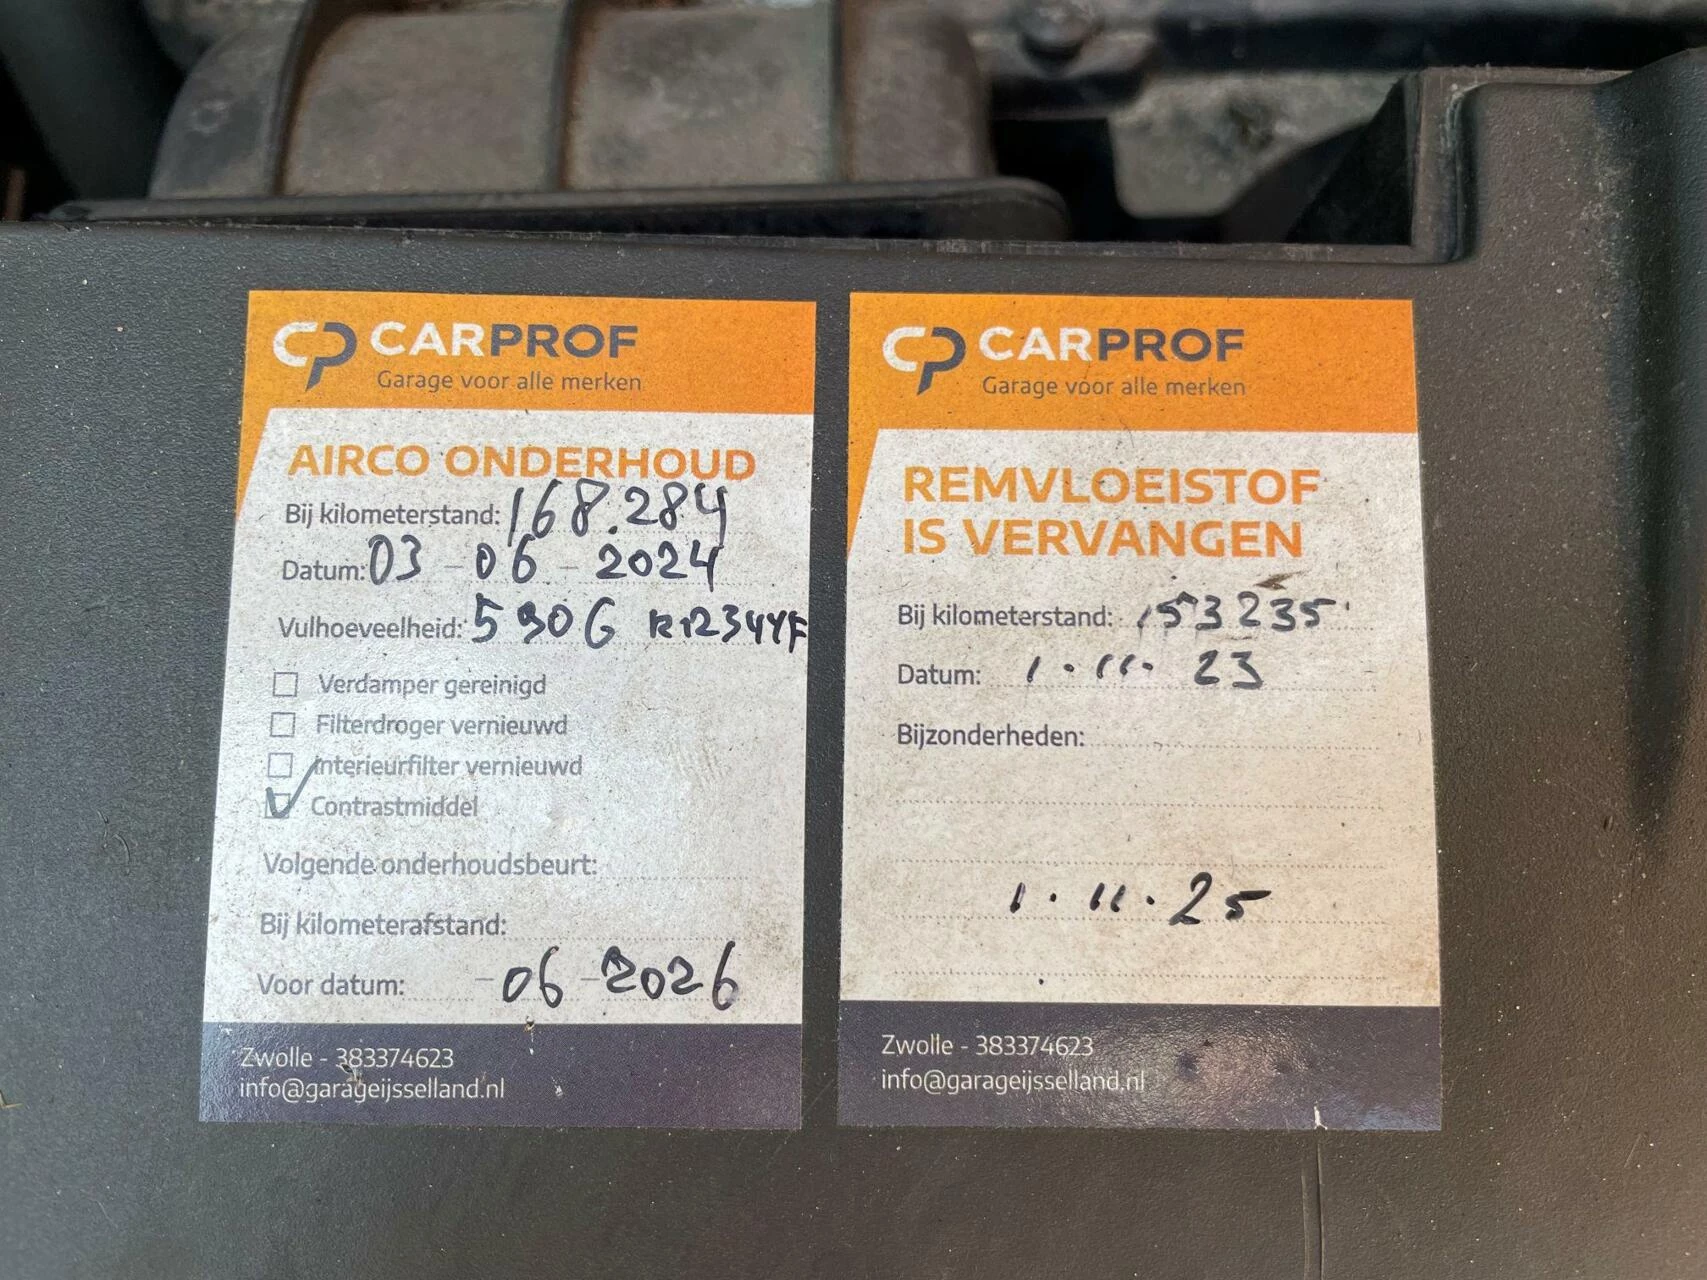 CP CARPROF
Garage voor alle merken
AIRCO ONDERHOUD
Bij kilometerstand: 168.284
Datum: 03 - 06 - 2024
Vulhoeveelheid: 590G R1234YF
Verdamper gereinigd
Filterdroger vernieuwd
Interieurfilter vernieuwd
Contrastmiddel
Volgende onderhoudsbeurt:
Bij kilometerafstand:
Voor datum: - 06 - 2026
Zwolle - 383374623
info@garageijsselland.nl
CP CARPROF
Garage voor alle merken
REMVLOEISTOF
IS VERVANGEN
Bij kilometerstand: 153235
Datum: 1 . 11 . 23
Bijzonderheden:
1 . 11 . 25
Zwolle - 383374623
info@garageijsselland.nl